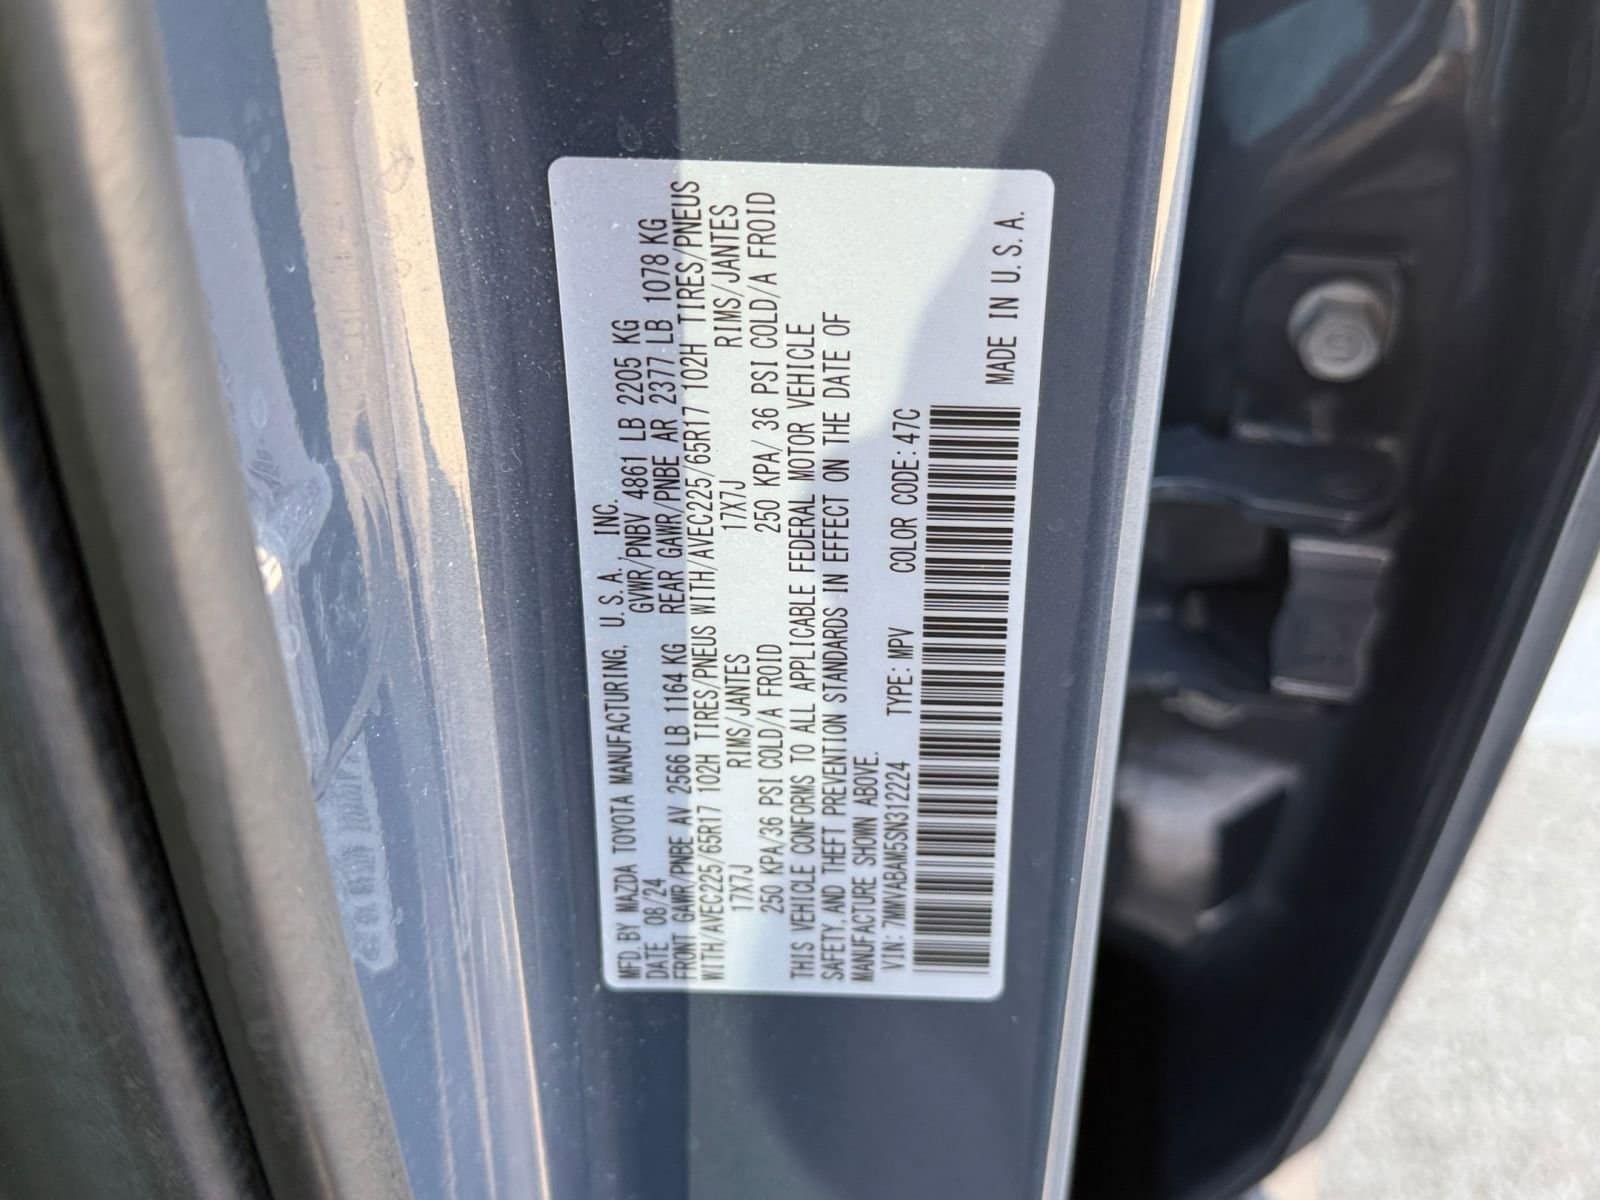 MFD. BY MAZDA TOYOTA MANUFACTURING, U.S.A. INC.
DATE 08/24 GVWR/PNBV 4861 LB 2205 KG
FRONT GAWR/PNBE AV 2566 LB 1164 KG REAR GAWR/PNBE AR 2377 LB 1078 KG
WITH/AVEC225/65R17 102H TIRES/PNEUS WITH/AVEC225/65R17 102H TIRES/PNEUS
17X7J RIMS/JANTES 17X7J RIMS/JANTES
250 KPA/36 PSI COLD/A FROID 250 KPA/ 36 PSI COLD/A FROID
THIS VEHICLE CONFORMS TO ALL APPLICABLE FEDERAL MOTOR VEHICLE
SAFETY, AND THEFT PREVENTION STANDARDS IN EFFECT ON THE DATE OF
MANUFACTURE SHOWN ABOVE.
VIN: 7MMVABAM5SN312224 TYPE: MPV COLOR CODE: 47C
MADE IN U.S.A.